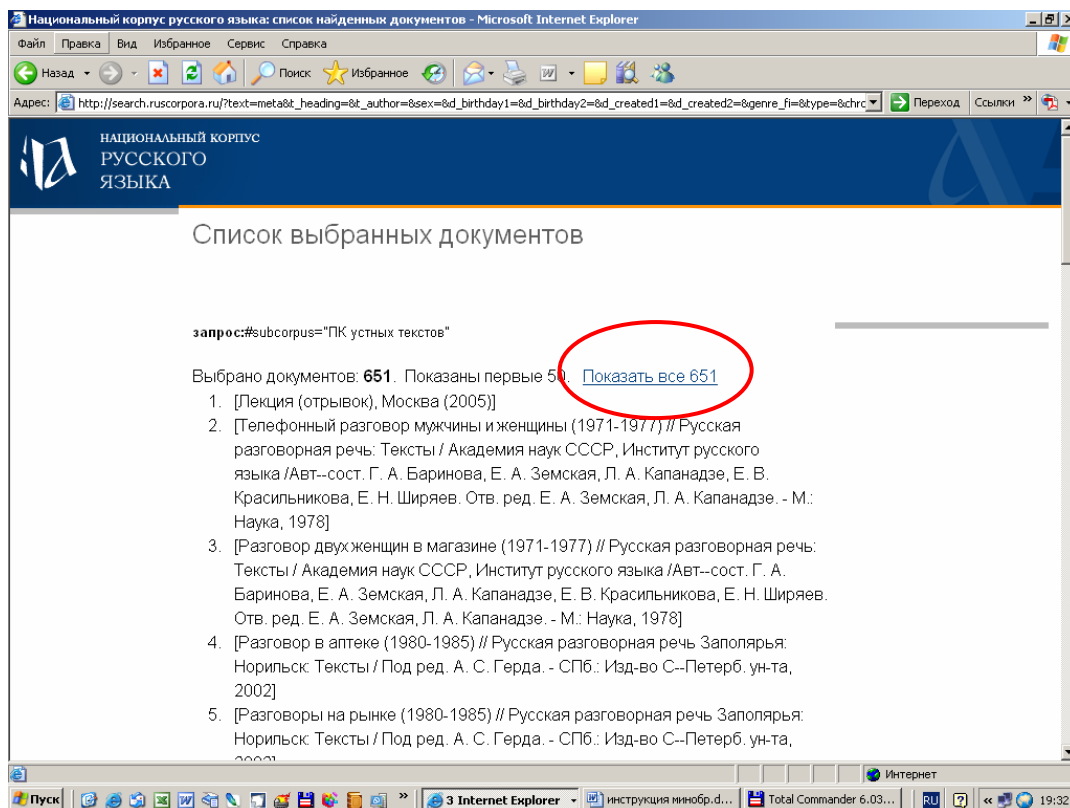 Национальный корпус русского языка: список найденных документов - Microsoft Internet Explorer
Файл Правка Вид Избранное Сервис Справка
Назад Поиск Избранное
Адрес: http://search.ruscorpora.ru/?text=meta&t_heading=&t_author=&sex=&d_birthday1=&d_birthday2=&d_created1=&d_created2=&genre_fi=&type=&chrc Переход Ссылки »
НАЦИОНАЛЬНЫЙ КОРПУС
РУССКОГО
ЯЗЫКА
Список выбранных документов
запрос:#subcorpus="ПК устных текстов"
Выбрано документов: 651. Показаны первые 50. Показать все 651
1. [Лекция (отрывок), Москва (2005)]
2. [Телефонный разговор мужчины и женщины (1971-1977) // Русская
разговорная речь: Тексты / Академия наук СССР, Институт русского
языка /Авт--сост. Г. А. Баринова, Е. А. Земская, Л. А. Капанадзе, Е. В.
Красильникова, Е. Н. Ширяев. Отв. ред. Е. А. Земская, Л. А. Капанадзе. - М.:
Наука, 1978]
3. [Разговор двух женщин в магазине (1971-1977) // Русская разговорная речь:
Тексты / Академия наук СССР, Институт русского языка /Авт--сост. Г. А.
Баринова, Е. А. Земская, Л. А. Капанадзе, Е. В. Красильникова, Е. Н. Ширяев.
Отв. ред. Е. А. Земская, Л. А. Капанадзе. - М.: Наука, 1978]
4. [Разговор в аптеке (1980-1985) // Русская разговорная речь Заполярья:
Норильск: Тексты / Под ред. А. С. Герда. - СПб.: Изд-во С--Петерб. ун-та,
2002]
5. [Разговоры на рынке (1980-1985) // Русская разговорная речь Заполярья:
Норильск: Тексты / Под ред. А. С. Герда. - СПб.: Изд-во С--Петерб. ун-та,
2002]
Интернет
Пуск » 3 Internet Explorer инструкция минобр.d... Total Commander 6.03... RU « 19:32